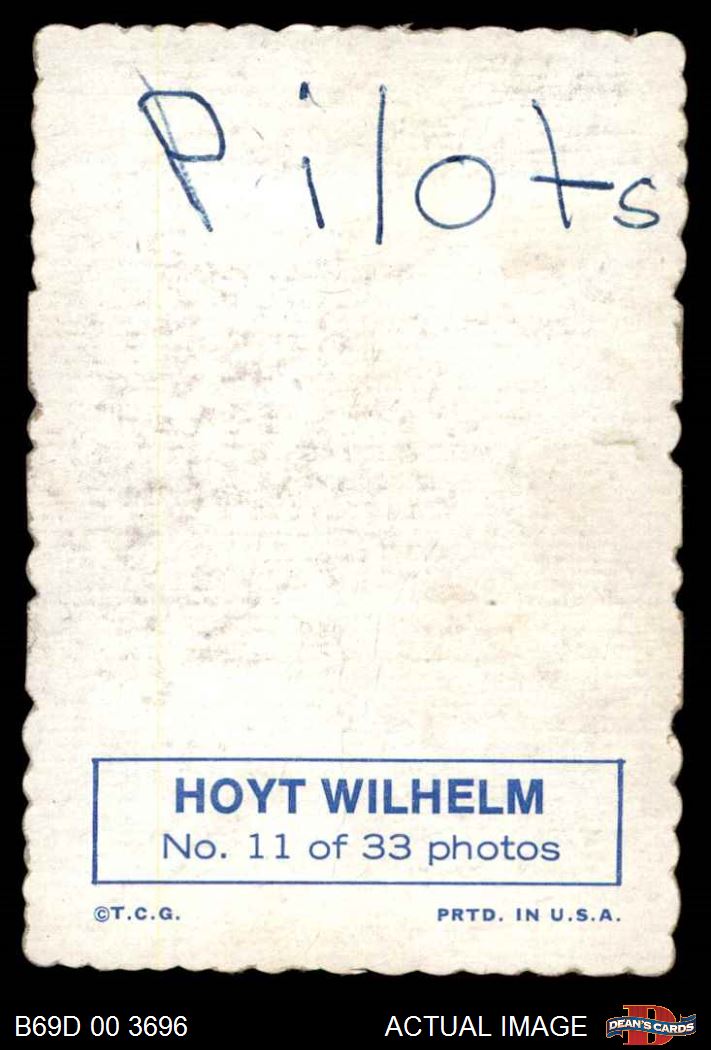 Pilots
HOYT WILHELM
No. 11 of 33 photos
©T.C.G. PRTD. IN U.S.A.
B69D 00 3696 ACTUAL IMAGE DEAN'S CARDS